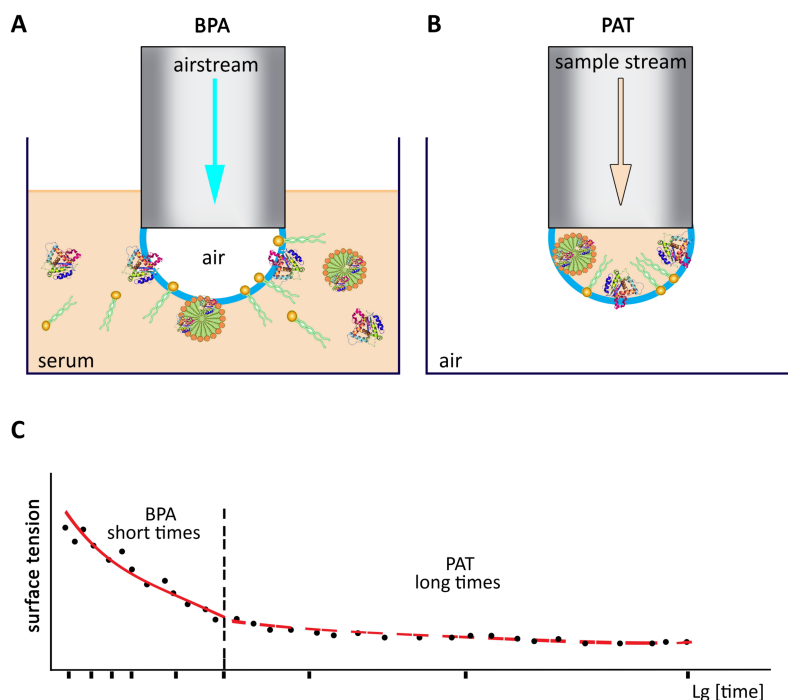 A
BPA
airstream
air
serum
B
PAT
sample stream
air
C
surface tension
BPA
short times
PAT
long times
Lg [time]